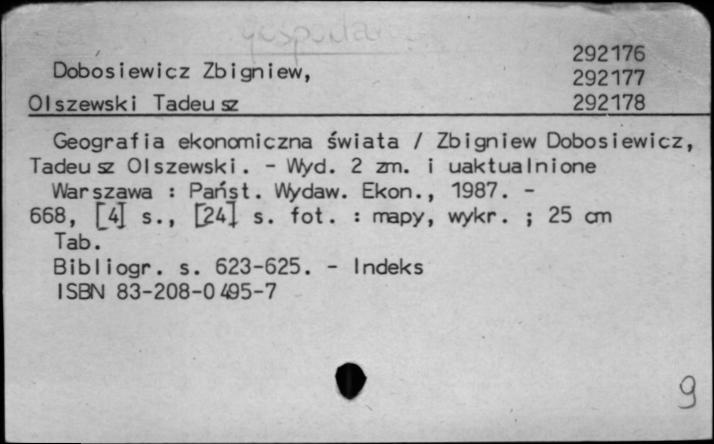 292176
Dobosiewicz Zbigniew, 292177
Olszewski Tadeusz 292178
Geografia ekonomiczna świata / Zbigniew Dobosiewicz,
Tadeusz Olszewski. - Wyd. 2 zm. i uaktualnione
Warszawa : Państ. Wydaw. Ekon., 1987. -
668, [4] s., [24] s. fot. : mapy, wykr. ; 25 cm
Tab.
Bibliogr. s. 623-625. - Indeks
ISBN 83-208-0495-7
9